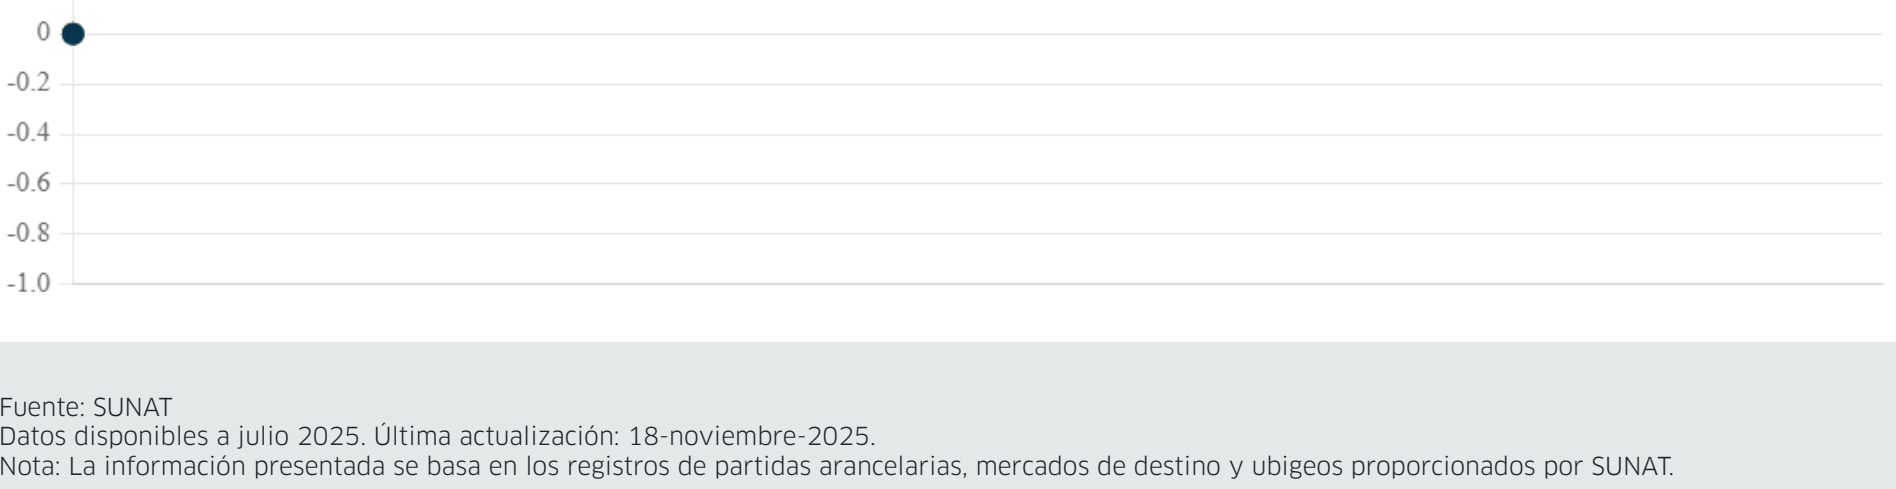 0
-0.2
-0.4
-0.6
-0.8
-1.0
Fuente: SUNAT
Datos disponibles a julio 2025. Última actualización: 18-noviembre-2025.
Nota: La información presentada se basa en los registros de partidas arancelarias, mercados de destino y ubigeos proporcionados por SUNAT.